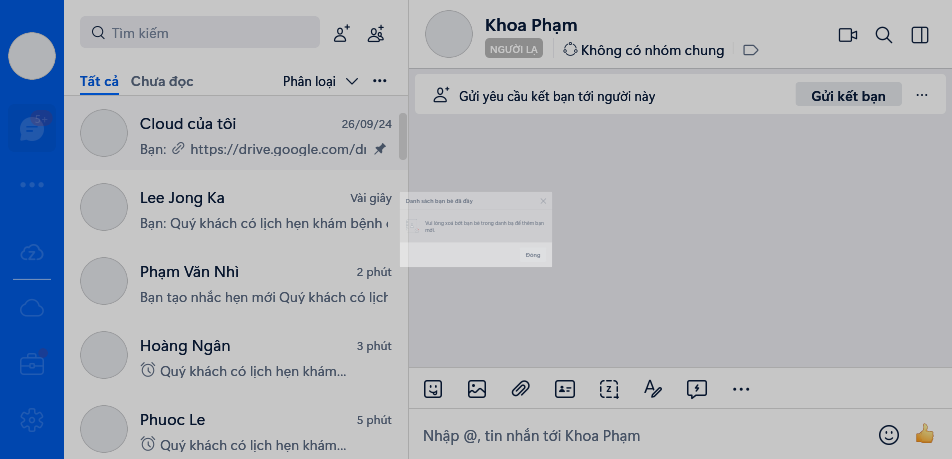 Tìm kiếm
Tất cả Chưa đọc Phân loại
5+
Cloud của tôi 26/09/24
Bạn: https://drive.google.com/dr
Lee Jong Ka Vài giây
Bạn: Quý khách có lịch hẹn khám bệnh
Phạm Văn Nhì 2 phút
Bạn tạo nhắc hẹn mới Quý khách có lịch
Hoàng Ngân 3 phút
Quý khách có lịch hẹn khám...
Phuoc Le 5 phút
Quý khách có lịch hẹn khám...
Khoa Phạm
NGƯỜI LẠ Không có nhóm chung
Gửi yêu cầu kết bạn tới người này Gửi kết bạn
Danh sách bạn bè đã đầy
Vui lòng xoá bớt bạn bè trong danh bạ để thêm bạn
mới.
Đóng
Nhập @, tin nhắn tới Khoa Phạm